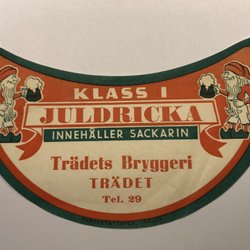 KLASS I
JULDRICKA
INNEHÅLLER SACKARIN
Trädets Bryggeri
TRÄDET
Tel. 29